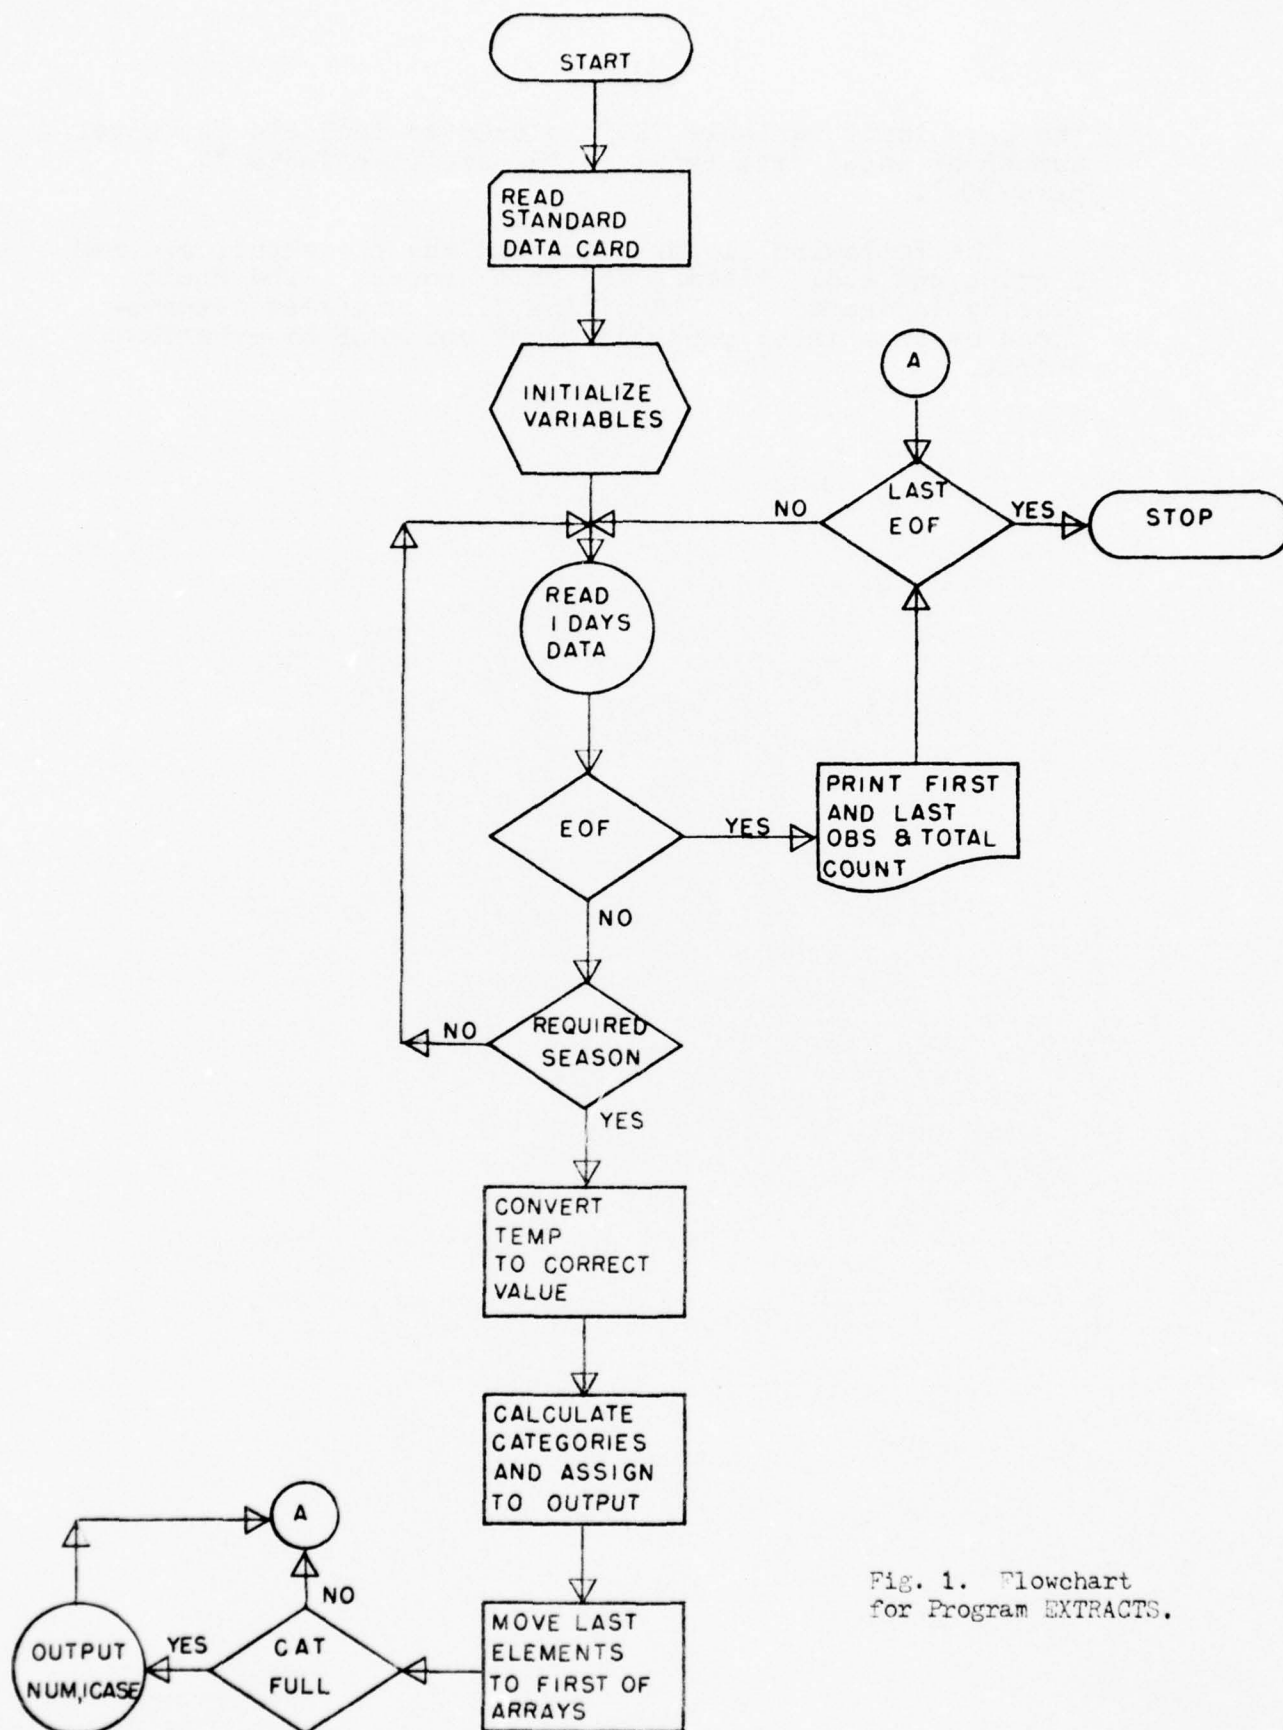 START
READ
STANDARD
DATA CARD
INITIALIZE
VARIABLES
A
LAST
EOF
NO
YES
STOP
READ
1 DAYS
DATA
EOF
YES
PRINT FIRST
AND LAST
OBS & TOTAL
COUNT
NO
REQUIRED
SEASON
NO
YES
CONVERT
TEMP
TO CORRECT
VALUE
CALCULATE
CATEGORIES
AND ASSIGN
TO OUTPUT
MOVE LAST
ELEMENTS
TO FIRST OF
ARRAYS
CAT
FULL
NO
YES
A
OUTPUT
NUM,ICASE
Fig. 1. Flowchart
for Program EXTRACTS.